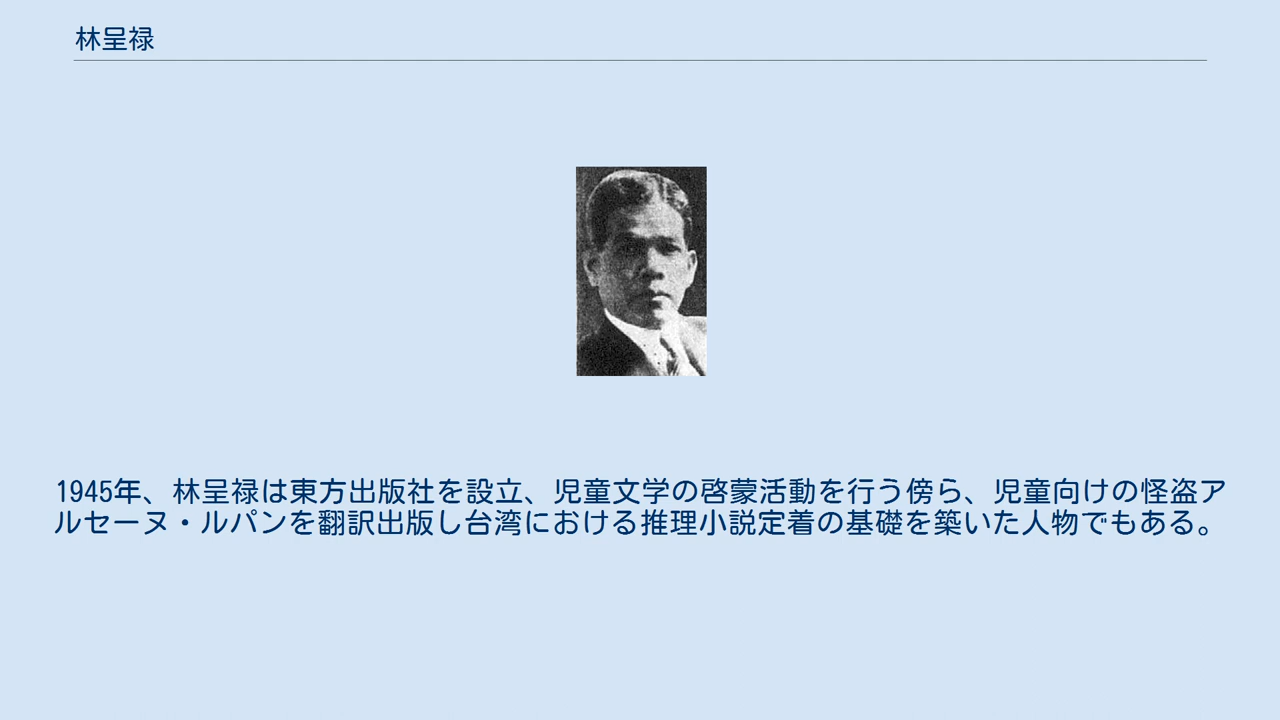 林呈禄
1945年、林呈禄は東方出版社を設立、児童文学の啓蒙活動を行う傍ら、児童向けの怪盗ア
ルセーヌ・ルパンを翻訳出版し台湾における推理小説定着の基礎を築いた人物でもある。